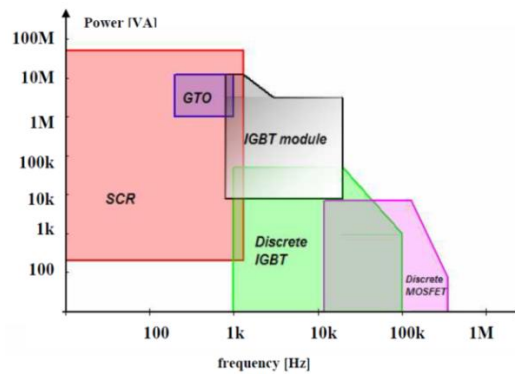 Power [VA]
100M
10M
1M
100k
10k
1k
100
GTO
IGBT module
SCR
Discrete
IGBT
Discrete
MOSFET
100
1k
10k
100k
1M
frequency [Hz]